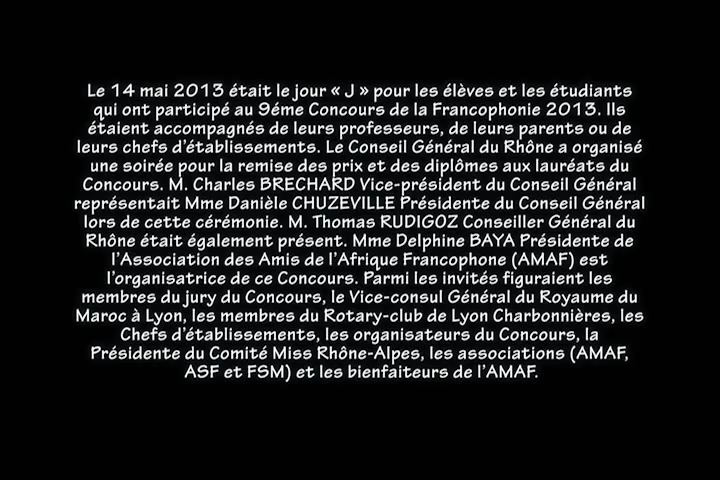 Le 14 mai 2013 était le jour « J » pour les élèves et les étudiants
qui ont participé au 9éme Concours de la Francophonie 2013. Ils
étaient accompagnés de leurs professeurs, de leurs parents ou de
leurs chefs d'établissements. Le Conseil Général du Rhône a organisé
une soirée pour la remise des prix et des diplômes aux lauréats du
Concours. M. Charles BRECHARD Vice-président du Conseil Général
représentait Mme Danièle CHUZEVILLE Présidente du Conseil Général
lors de cette cérémonie. M. Thomas RUDIGOZ Conseiller Général du
Rhône était également présent. Mme Delphine BAYA Présidente de
l'Association des Amis de l'Afrique Francophone (AMAF) est
l'organisatrice de ce Concours. Parmi les invités figuraient les
membres du jury du Concours, le Vice-consul Général du Royaume du
Maroc à Lyon, les membres du Rotary-club de Lyon Charbonnières, les
Chefs d'établissements, les organisateurs du Concours, la
Présidente du Comité Miss Rhône-Alpes, les associations (AMAF,
ASF et FSM) et les bienfaiteurs de l'AMAF.